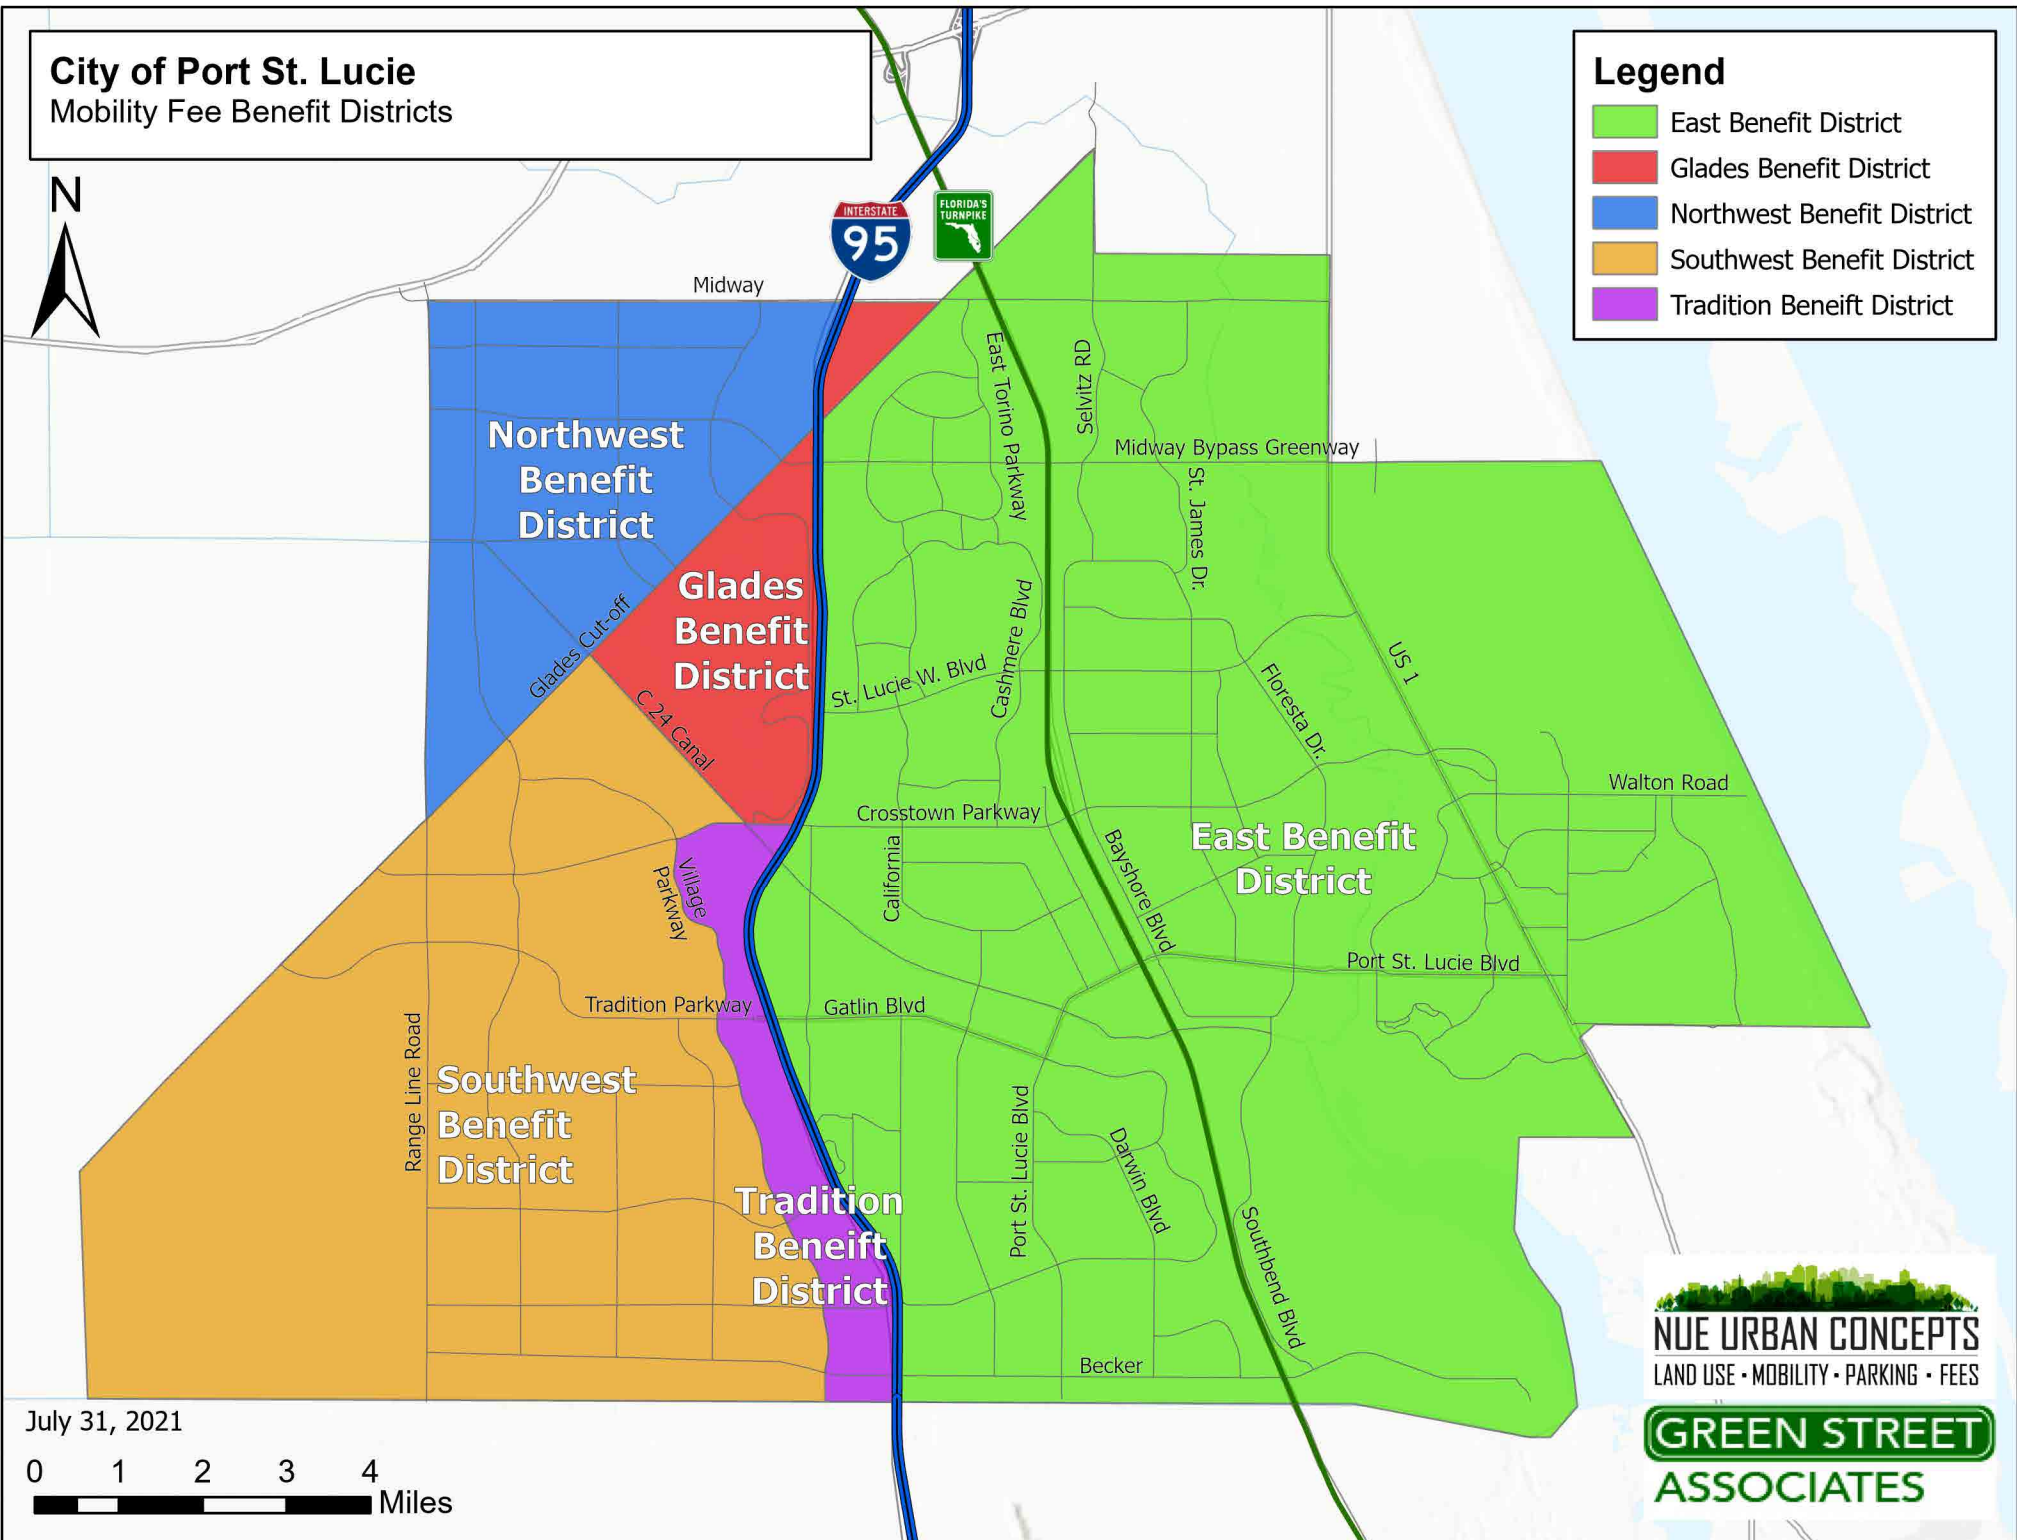 City of Port St. Lucie
Mobility Fee Benefit Districts
Legend
East Benefit District
Glades Benefit District
Northwest Benefit District
Southwest Benefit District
Tradition Beneift District
N
INTERSTATE
95
FLORIDA'S
TURNPIKE
Midway
East Torino Parkway
Selvitz RD
Midway Bypass Greenway
St. James Dr.
Northwest
Benefit
District
Glades
Benefit
District
Glades Cut-off
C 24 Canal
St. Lucie W. Blvd
Cashmere Blvd
Floresta Dr.
US 1
Walton Road
Crosstown Parkway
California
Bayshore Blvd
East Benefit
District
Village
Parkway
Port St. Lucie Blvd
Tradition Parkway
Gatlin Blvd
Range Line Road
Southwest
Benefit
District
Port St. Lucie Blvd
Darwin Blvd
Tradition
Beneift
District
Southbend Blvd
Becker
July 31, 2021
0 1 2 3 4
Miles
NUE URBAN CONCEPTS
LAND USE • MOBILITY • PARKING • FEES
GREEN STREET
ASSOCIATES